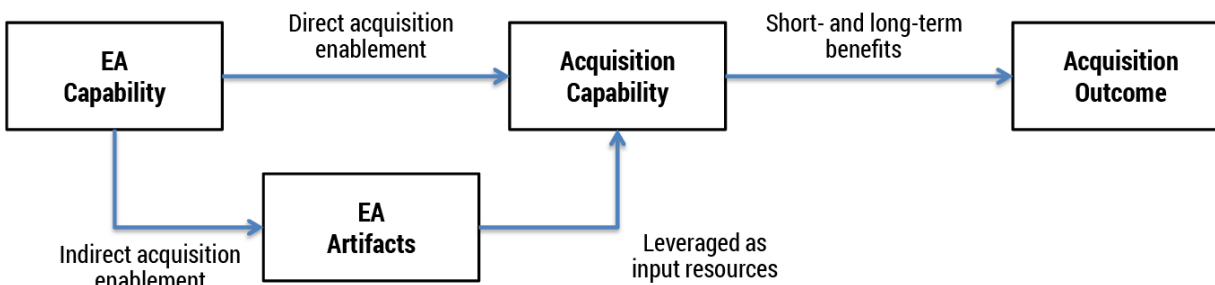 Direct acquisition
enablement
Short- and long-term
benefits
EA
Capability
Acquisition
Capability
Acquisition
Outcome
EA
Artifacts
Indirect acquisition
enablement
Leveraged as
input resources